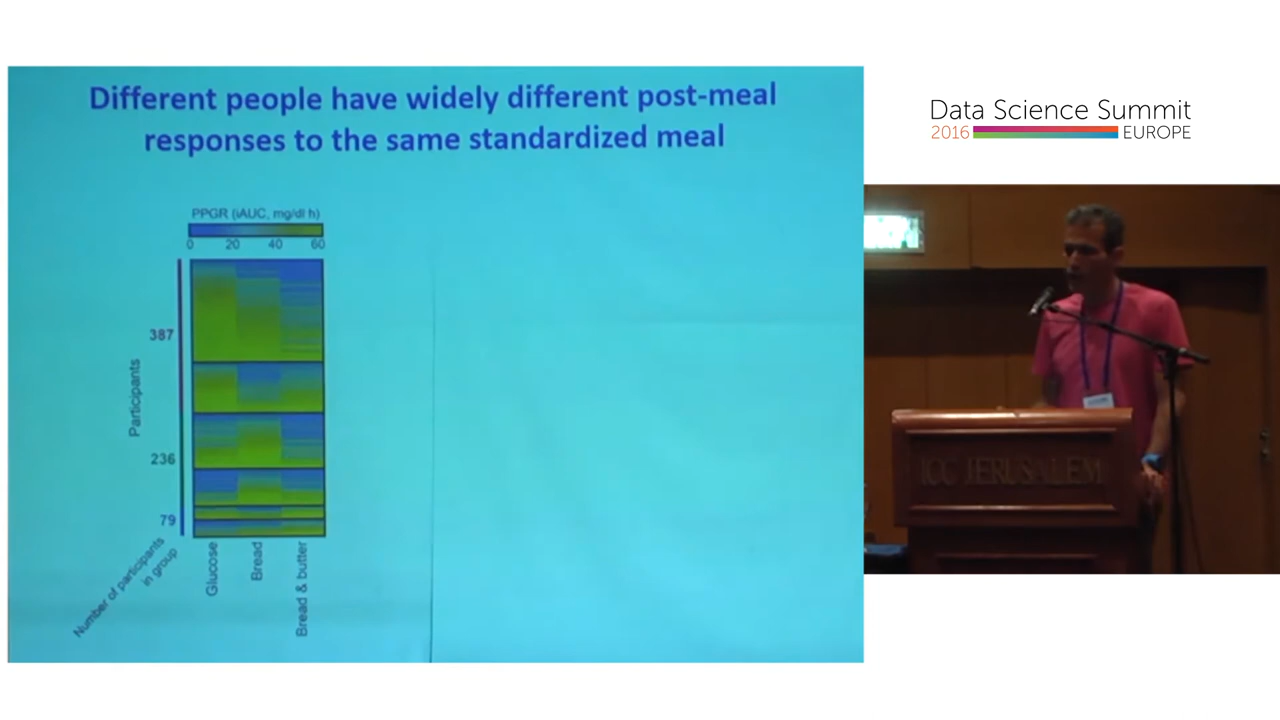 Different people have widely different post-meal
responses to the same standardized meal
PPGR (iAUC, mg/dl h)
0 20 40 60
387
Participants
236
79
Number of participants
in group
Glucose
Bread
Bread & butter
Data Science Summit
2016 EUROPE
ICC JERUSALEM